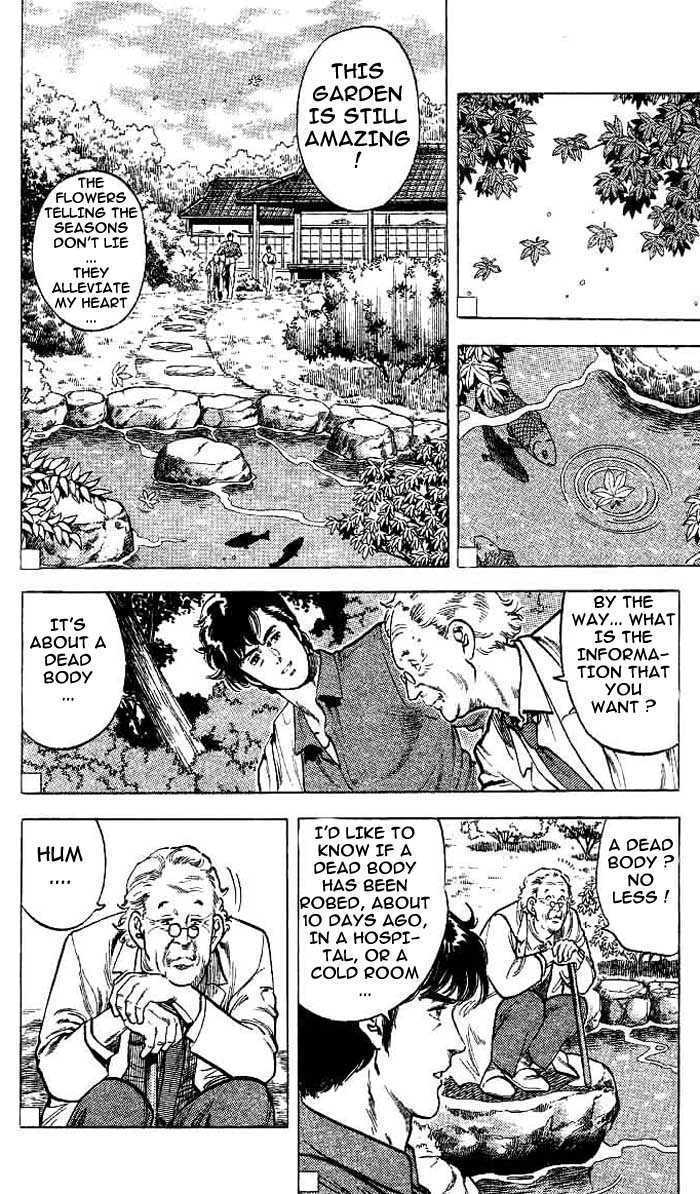 THIS
GARDEN
IS STILL
AMAZING
!
THE
FLOWERS
TELLING THE
SEASONS
DON'T LIE
...
THEY
ALLEVIATE
MY HEART
...
BY THE
WAY... WHAT
IS THE
INFORMA-
TION THAT
YOU
WANT ?
IT'S
ABOUT A
DEAD
BODY
...
A DEAD
BODY ?
NO
LESS !
I'D LIKE TO
KNOW IF A
DEAD BODY
HAS BEEN
ROBED, ABOUT
10 DAYS AGO,
IN A HOSPI-
TAL, OR A
COLD ROOM
...
HUM
....